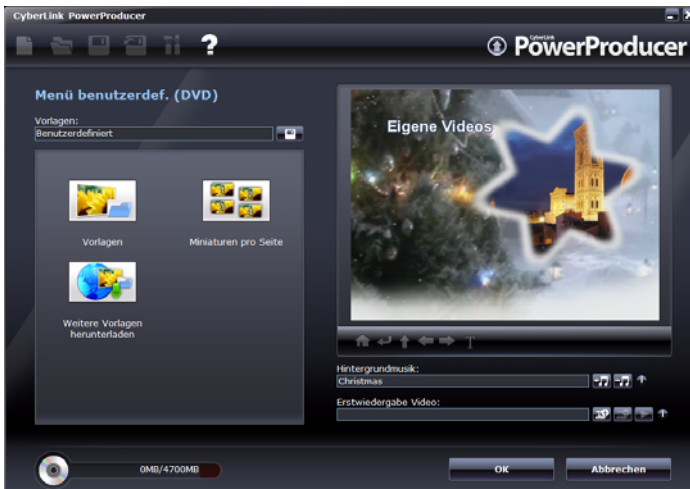 CyberLink PowerProducer
?
CyberLink
PowerProducer
Menü benutzerdef. (DVD)
Vorlagen:
Benutzerdefiniert
Vorlagen
Miniaturen pro Seite
Weitere Vorlagen
herunterladen
Eigene Videos
T
Hintergrundmusik:
Christmas
Erstwiedergabe Video:
0MB/4700MB
OK
Abbrechen